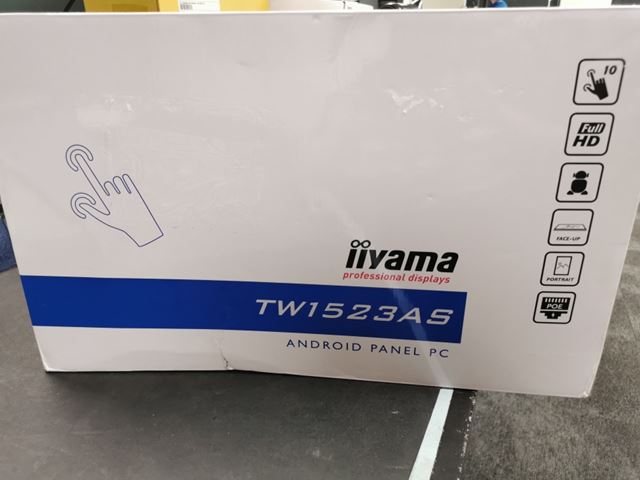 10
Full
HD
FACE-UP
PORTRAIT
POE
iiyama
professional displays
TW1523AS
ANDROID PANEL PC